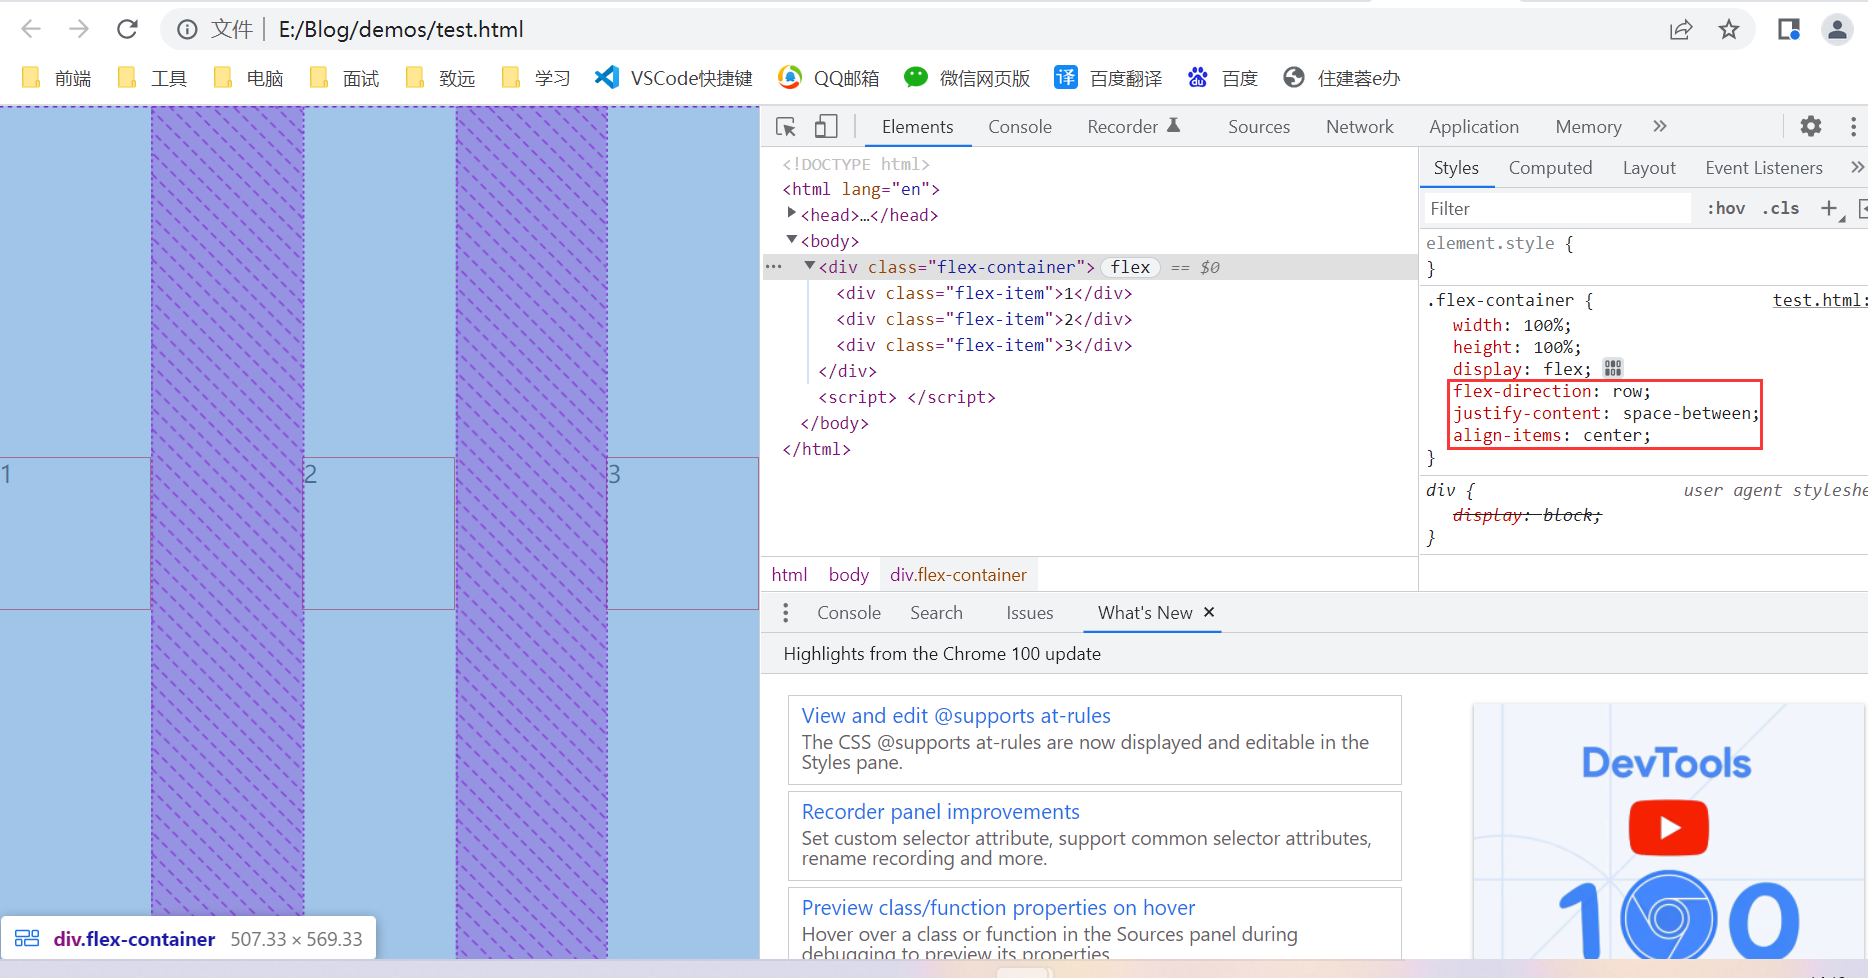 文件 E:/Blog/demos/test.html
前端 工具 电脑 面试 致远 学习 VSCode快捷键 QQ邮箱 微信网页版 译 百度翻译 du 百度 住建蓉e办
Elements Console Recorder Sources Network Application Memory »
<!DOCTYPE html>
<html lang="en">
<head>…</head>
<body>
<div class="flex-container"> flex == $0
<div class="flex-item">1</div>
<div class="flex-item">2</div>
<div class="flex-item">3</div>
</div>
<script> </script>
</body>
</html>
html body div.flex-container
Styles Computed Layout Event Listeners »
Filter :hov .cls +
element.style {
}
.flex-container { test.html:
width: 100%;
height: 100%;
display: flex;
flex-direction: row;
justify-content: space-between;
align-items: center;
}
div { user agent styleshe
display: block;
}
1 2 3
div.flex-container 507.33 × 569.33
Console Search Issues What's New ×
Highlights from the Chrome 100 update
View and edit @supports at-rules
The CSS @supports at-rules are now displayed and editable in the
Styles pane.
Recorder panel improvements
Set custom selector attribute, support common selector attributes,
rename recording and more.
Preview class/function properties on hover
Hover over a class or function in the Sources panel during
debugging to preview its properties
DevTools
100